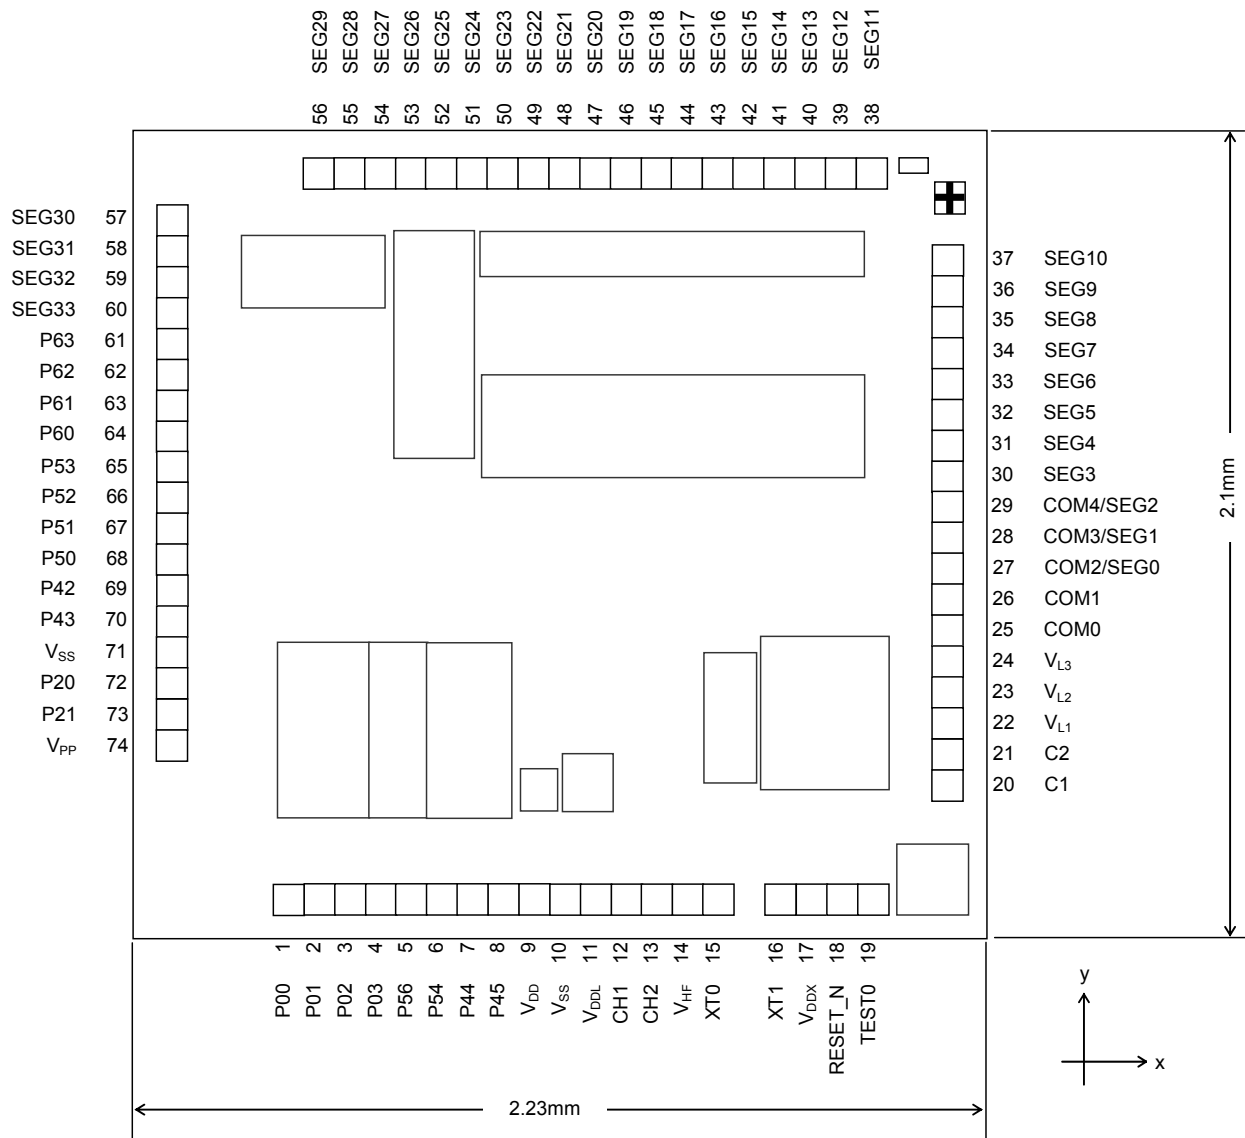 SEG29 SEG28 SEG27 SEG26 SEG25 SEG24 SEG23 SEG22 SEG21 SEG20 SEG19 SEG18 SEG17 SEG16 SEG15 SEG14 SEG13 SEG12 SEG11
56 55 54 53 52 51 50 49 48 47 46 45 44 43 42 41 40 39 38
SEG30 57
SEG31 58
SEG32 59
SEG33 60
P63 61
P62 62
P61 63
P60 64
P53 65
P52 66
P51 67
P50 68
P42 69
P43 70
VSS 71
P20 72
P21 73
VPP 74
37 SEG10
36 SEG9
35 SEG8
34 SEG7
33 SEG6
32 SEG5
31 SEG4
30 SEG3
29 COM4/SEG2
28 COM3/SEG1
27 COM2/SEG0
26 COM1
25 COM0
24 VL3
23 VL2
22 VL1
21 C2
20 C1
2.1mm
1 2 3 4 5 6 7 8 9 10 11 12 13 14 15 16 17 18 19
P00 P01 P02 P03 P56 P54 P44 P45 VDD VSS VDDL CH1 CH2 VHF XT0 XT1 VDDX RESET_N TEST0
y
x
2.23mm